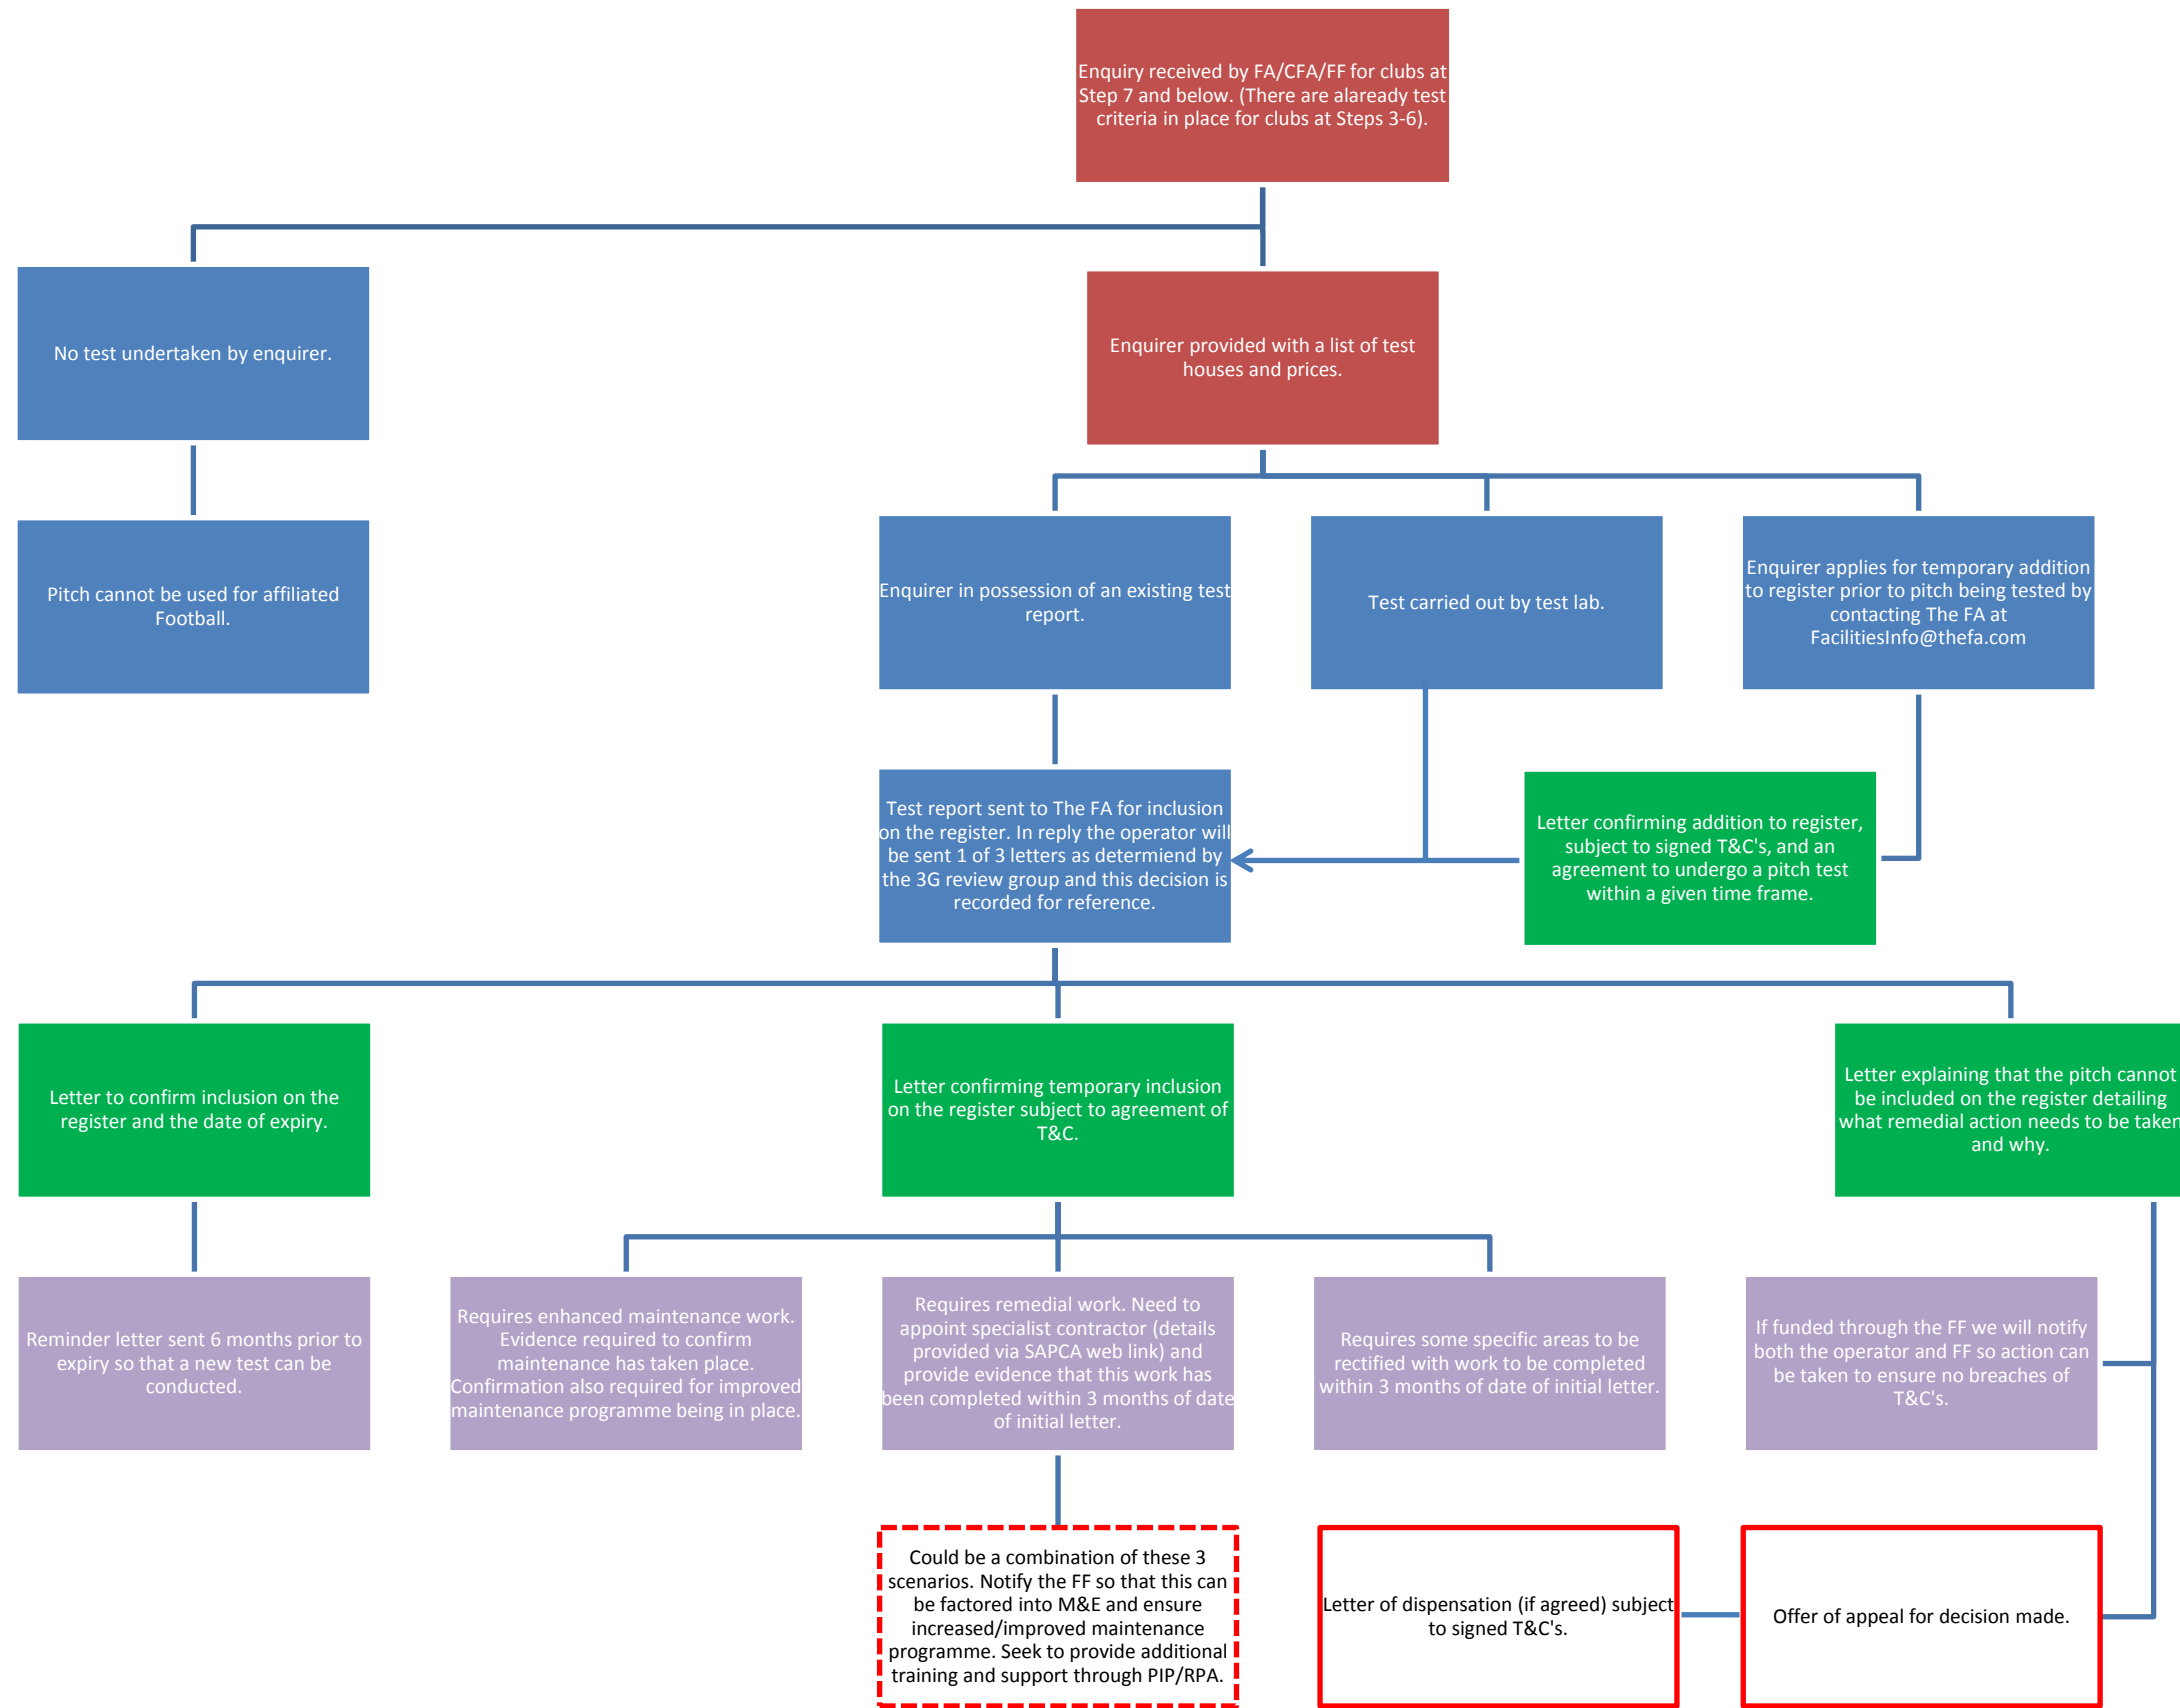 Enquiry received by FA/CFA/FF for clubs at
Step 7 and below. (There are alaready test
criteria in place for clubs at Steps 3-6).
No test undertaken by enquirer.
Enquirer provided with a list of test
houses and prices.
Pitch cannot be used for affiliated
Football.
Enquirer in possession of an existing test
report.
Test carried out by test lab.
Enquirer applies for temporary addition
to register prior to pitch being tested by
contacting The FA at
FacilitiesInfo@thefa.com
Test report sent to The FA for inclusion
on the register. In reply the operator will
be sent 1 of 3 letters as determiend by
the 3G review group and this decision is
recorded for reference.
Letter confirming addition to register,
subject to signed T&C's, and an
agreement to undergo a pitch test
within a given time frame.
Letter to confirm inclusion on the
register and the date of expiry.
Letter confirming temporary inclusion
on the register subject to agreement of
T&C.
Letter explaining that the pitch cannot
be included on the register detailing
what remedial action needs to be taken
and why.
Reminder letter sent 6 months prior to
expiry so that a new test can be
conducted.
Requires enhanced maintenance work.
Evidence required to confirm
maintenance has taken place.
Confirmation also required for improved
maintenance programme being in place.
Requires remedial work. Need to
appoint specialist contractor (details
provided via SAPCA web link) and
provide evidence that this work has
been completed within 3 months of date
of initial letter.
Requires some specific areas to be
rectified with work to be completed
within 3 months of date of initial letter.
If funded through the FF we will notify
both the operator and FF so action can
be taken to ensure no breaches of
T&C's.
Could be a combination of these 3
scenarios. Notify the FF so that this can
be factored into M&E and ensure
increased/improved maintenance
programme. Seek to provide additional
training and support through PIP/RPA.
Letter of dispensation (if agreed) subject
to signed T&C's.
Offer of appeal for decision made.